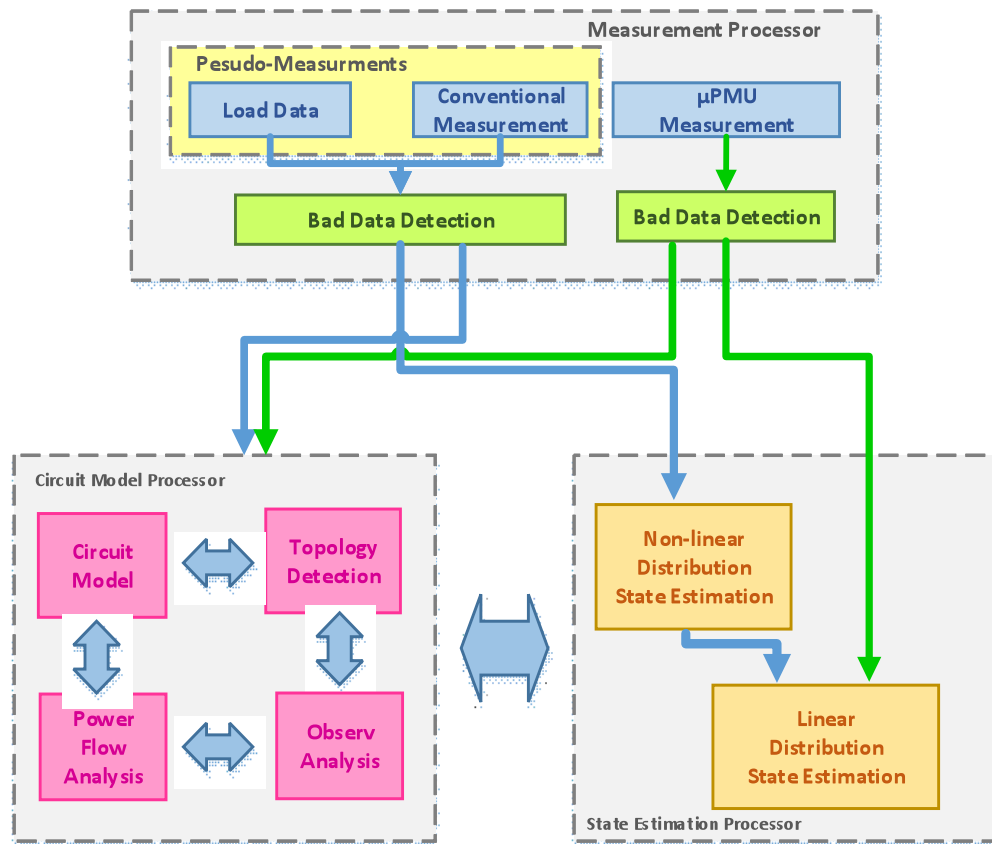 Measurement Processor
Pesudo-Measurments
Load Data
Conventional
Measurement
µPMU
Measurement
Bad Data Detection
Bad Data Detection
Circuit Model Processor
Circuit
Model
Topology
Detection
Power
Flow
Analysis
Observ
Analysis
Non-linear
Distribution
State Estimation
Linear
Distribution
State Estimation
State Estimation Processor